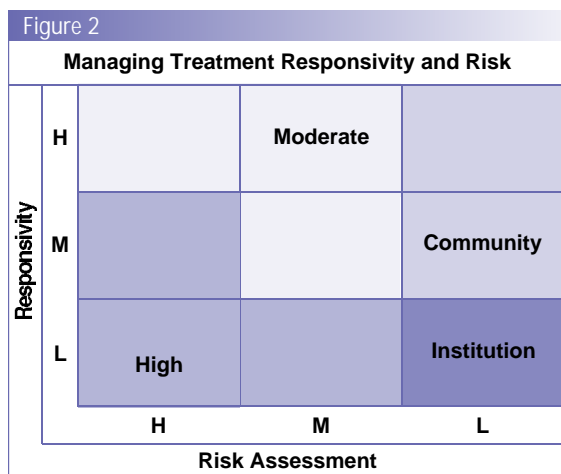 Figure 2
Managing Treatment Responsivity and Risk
Responsivity
H
Moderate
M
Community
L
High
Institution
H M L
Risk Assessment